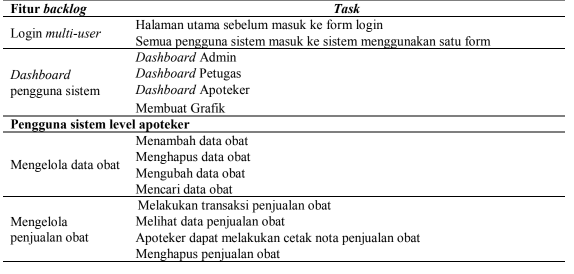 Fitur backlog Task
Login multi-user
Halaman utama sebelum masuk ke form login
Semua pengguna sistem masuk ke sistem menggunakan satu form
Dashboard
pengguna sistem
Dashboard Admin
Dashboard Petugas
Dashboard Apoteker
Membuat Grafik
Pengguna sistem level apoteker
Mengelola data obat
Menambah data obat
Menghapus data obat
Mengubah data obat
Mencari data obat
Mengelola
penjualan obat
Melakukan transaksi penjualan obat
Melihat data penjualan obat
Apoteker dapat melakukan cetak nota penjualan obat
Menghapus penjualan obat